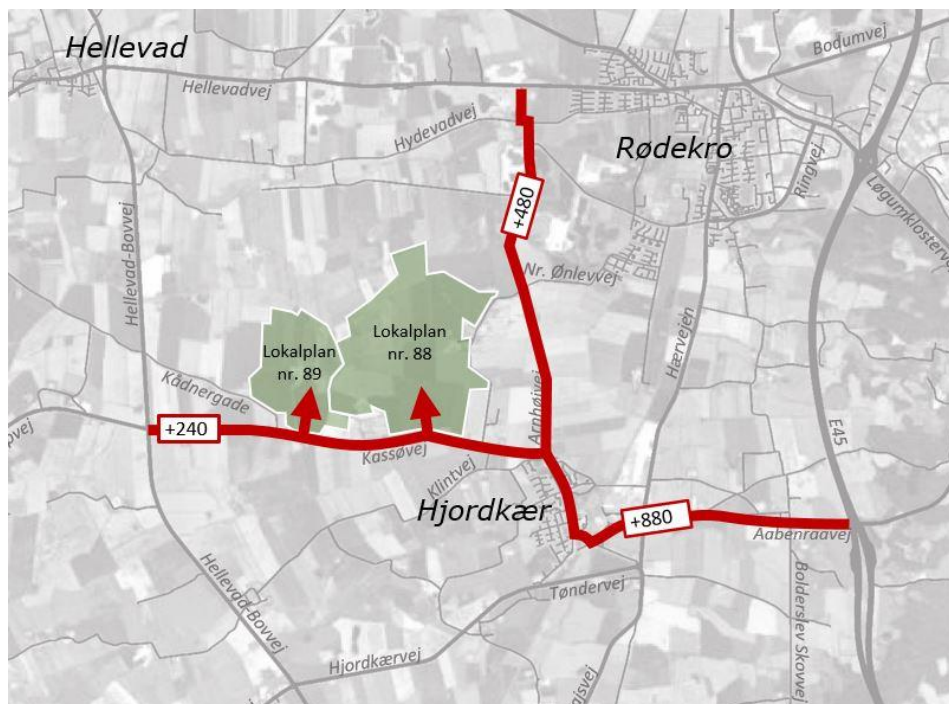 Hellevad
Bodumvej
Hellevadvej
Hydevadvej
Rødekro
Ringvej
Løgumklosterv
+480
Hellevad-Bovvej
Nr. Ønlevvej
Hærvejen
Lokalplan
nr. 88
Lokalplan
nr. 89
Kådnergade
Arnhøjvej
E45
+240
Kassøvej
Klintvej
Hjordkær
+880
Aabenraavej
Hellevad-Bovvej
Tøndervej
Bolderslev Skovvej
Hjordkærvej